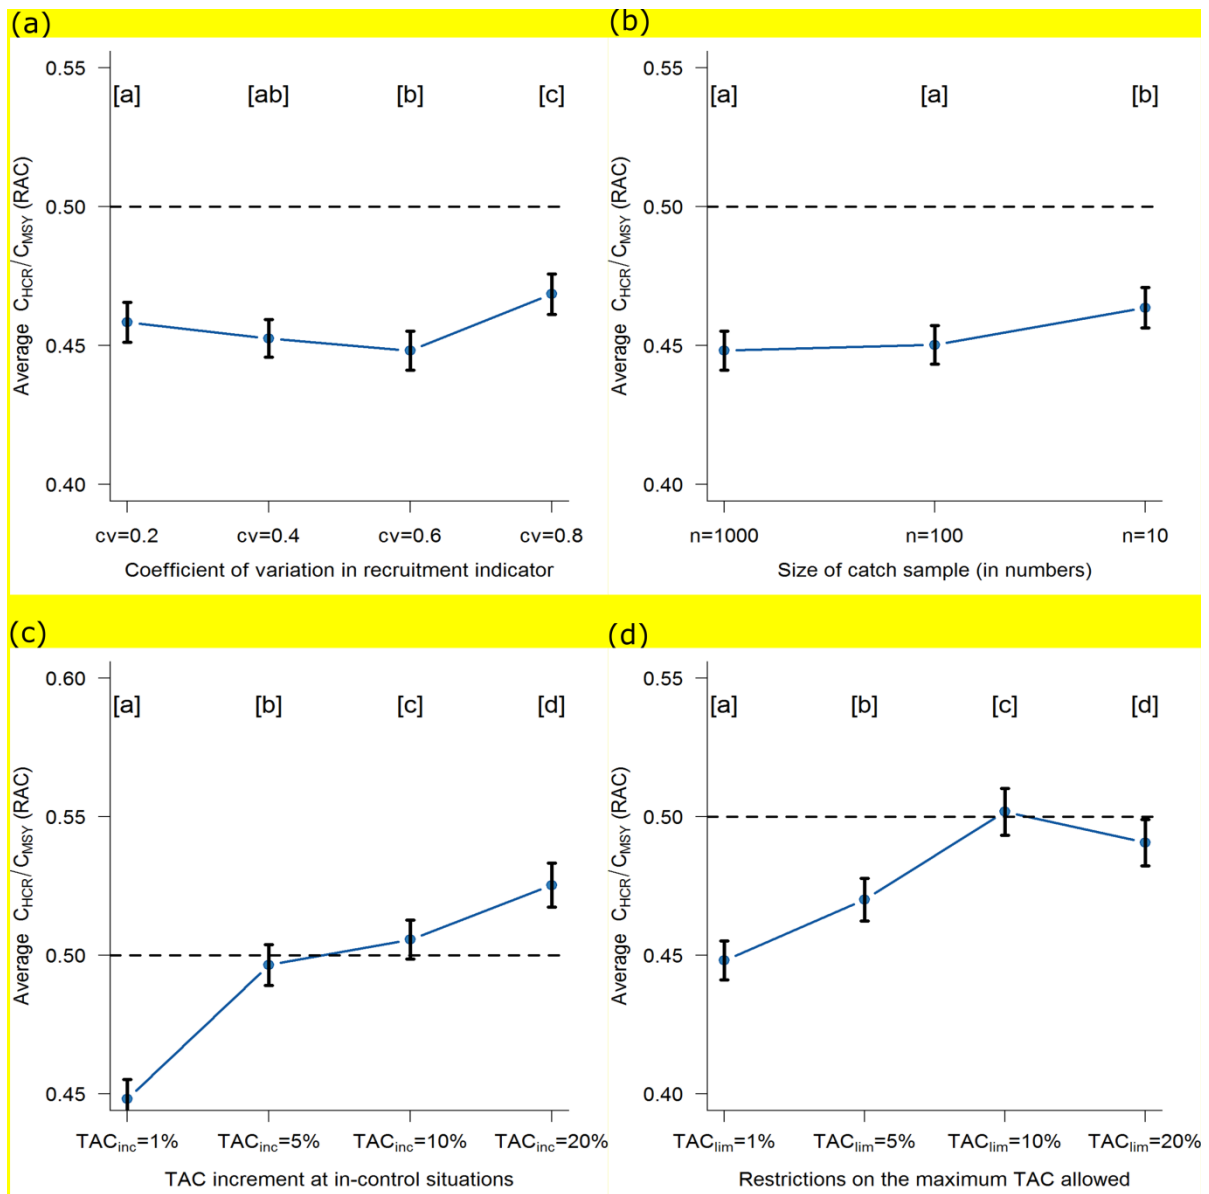 (a)
0.55
[a] [ab] [b] [c]
0.50
0.45
0.40
Average C_HCR/C_MSY (RAC)
cv=0.2 cv=0.4 cv=0.6 cv=0.8
Coefficient of variation in recruitment indicator
(b)
0.55
[a] [a] [b]
0.50
0.45
0.40
Average C_HCR/C_MSY (RAC)
n=1000 n=100 n=10
Size of catch sample (in numbers)
(c)
0.60
[a] [b] [c] [d]
0.55
0.50
0.45
Average C_HCR/C_MSY (RAC)
TAC_inc=1% TAC_inc=5% TAC_inc=10% TAC_inc=20%
TAC increment at in-control situations
(d)
0.55
[a] [b] [c] [d]
0.50
0.45
0.40
Average C_HCR/C_MSY (RAC)
TAC_lim=1% TAC_lim=5% TAC_lim=10% TAC_lim=20%
Restrictions on the maximum TAC allowed